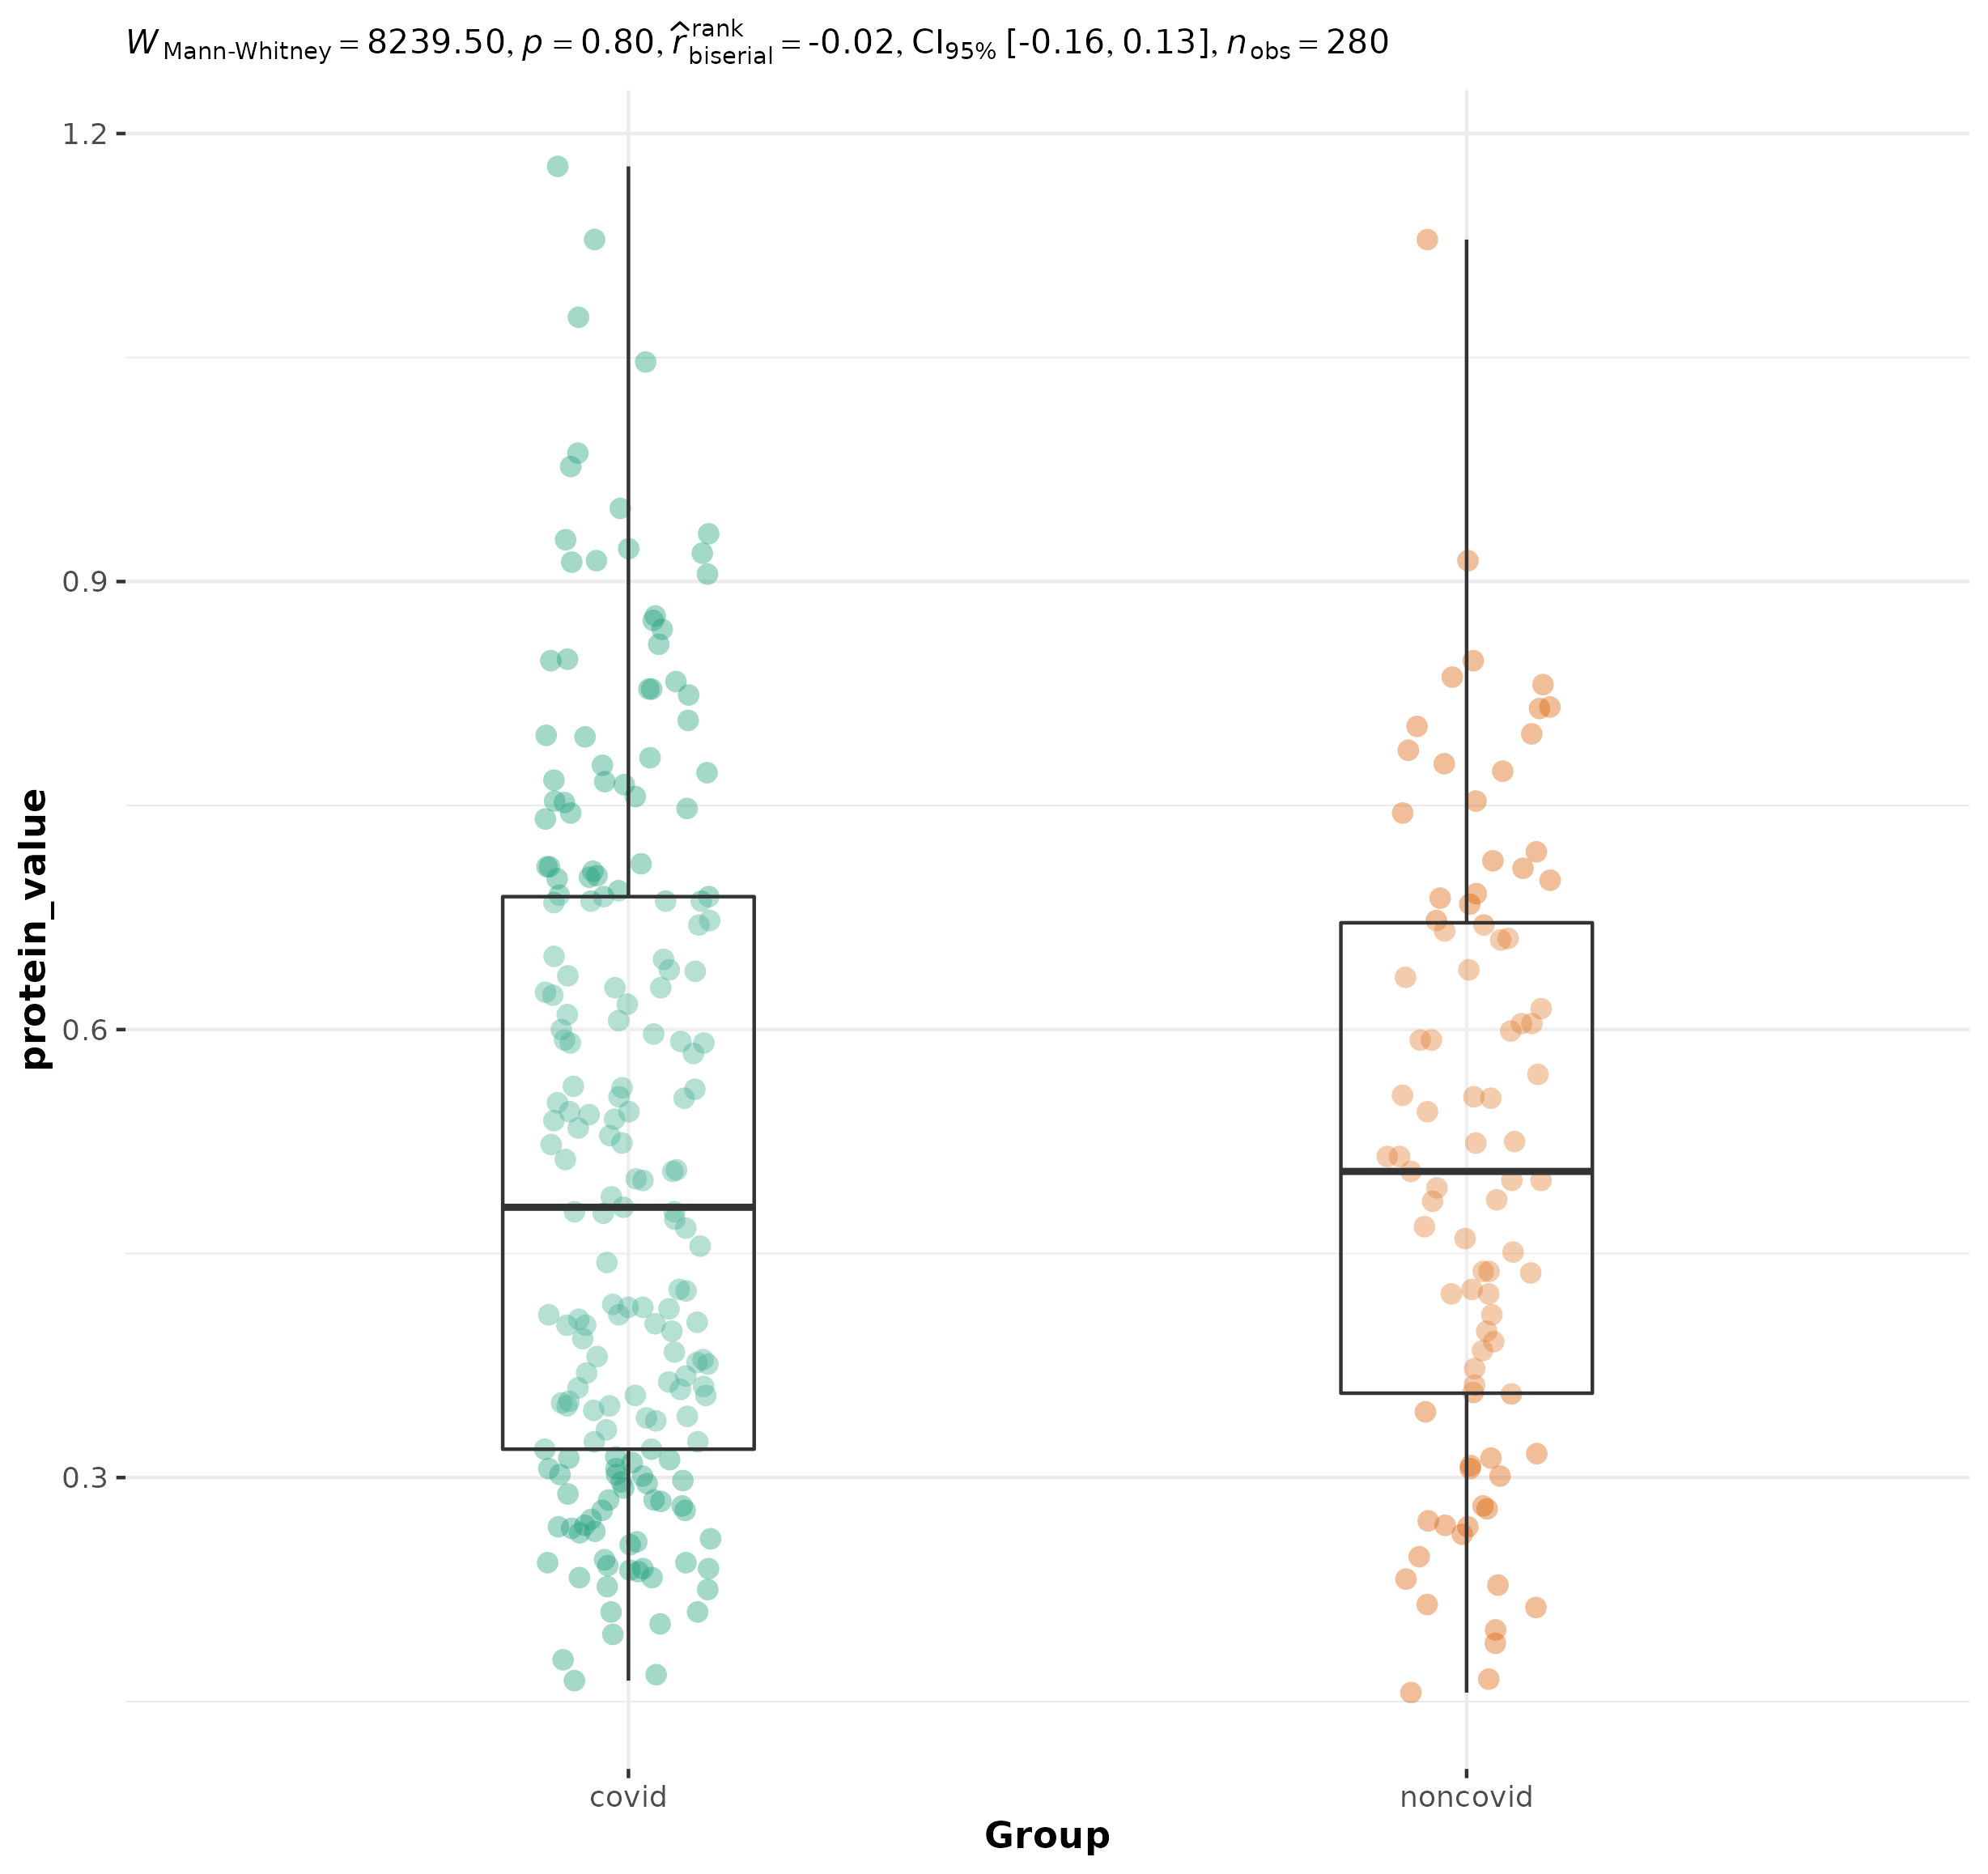 W Mann-Whitney = 8239.50, p = 0.80, r̂ rank biserial = -0.02, CI95% [-0.16, 0.13], n obs = 280
1.2
0.9
0.6
0.3
protein_value
covid
noncovid
Group